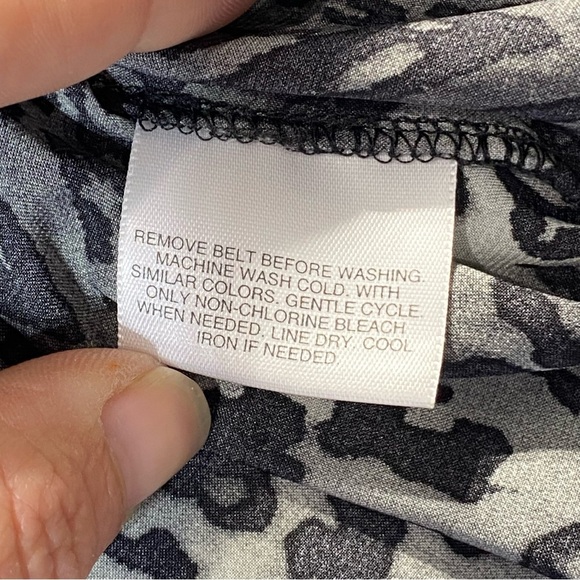 REMOVE BELT BEFORE WASHING.
MACHINE WASH COLD, WITH
SIMILAR COLORS. GENTLE CYCLE.
ONLY NON-CHLORINE BLEACH
WHEN NEEDED. LINE DRY. COOL
IRON IF NEEDED